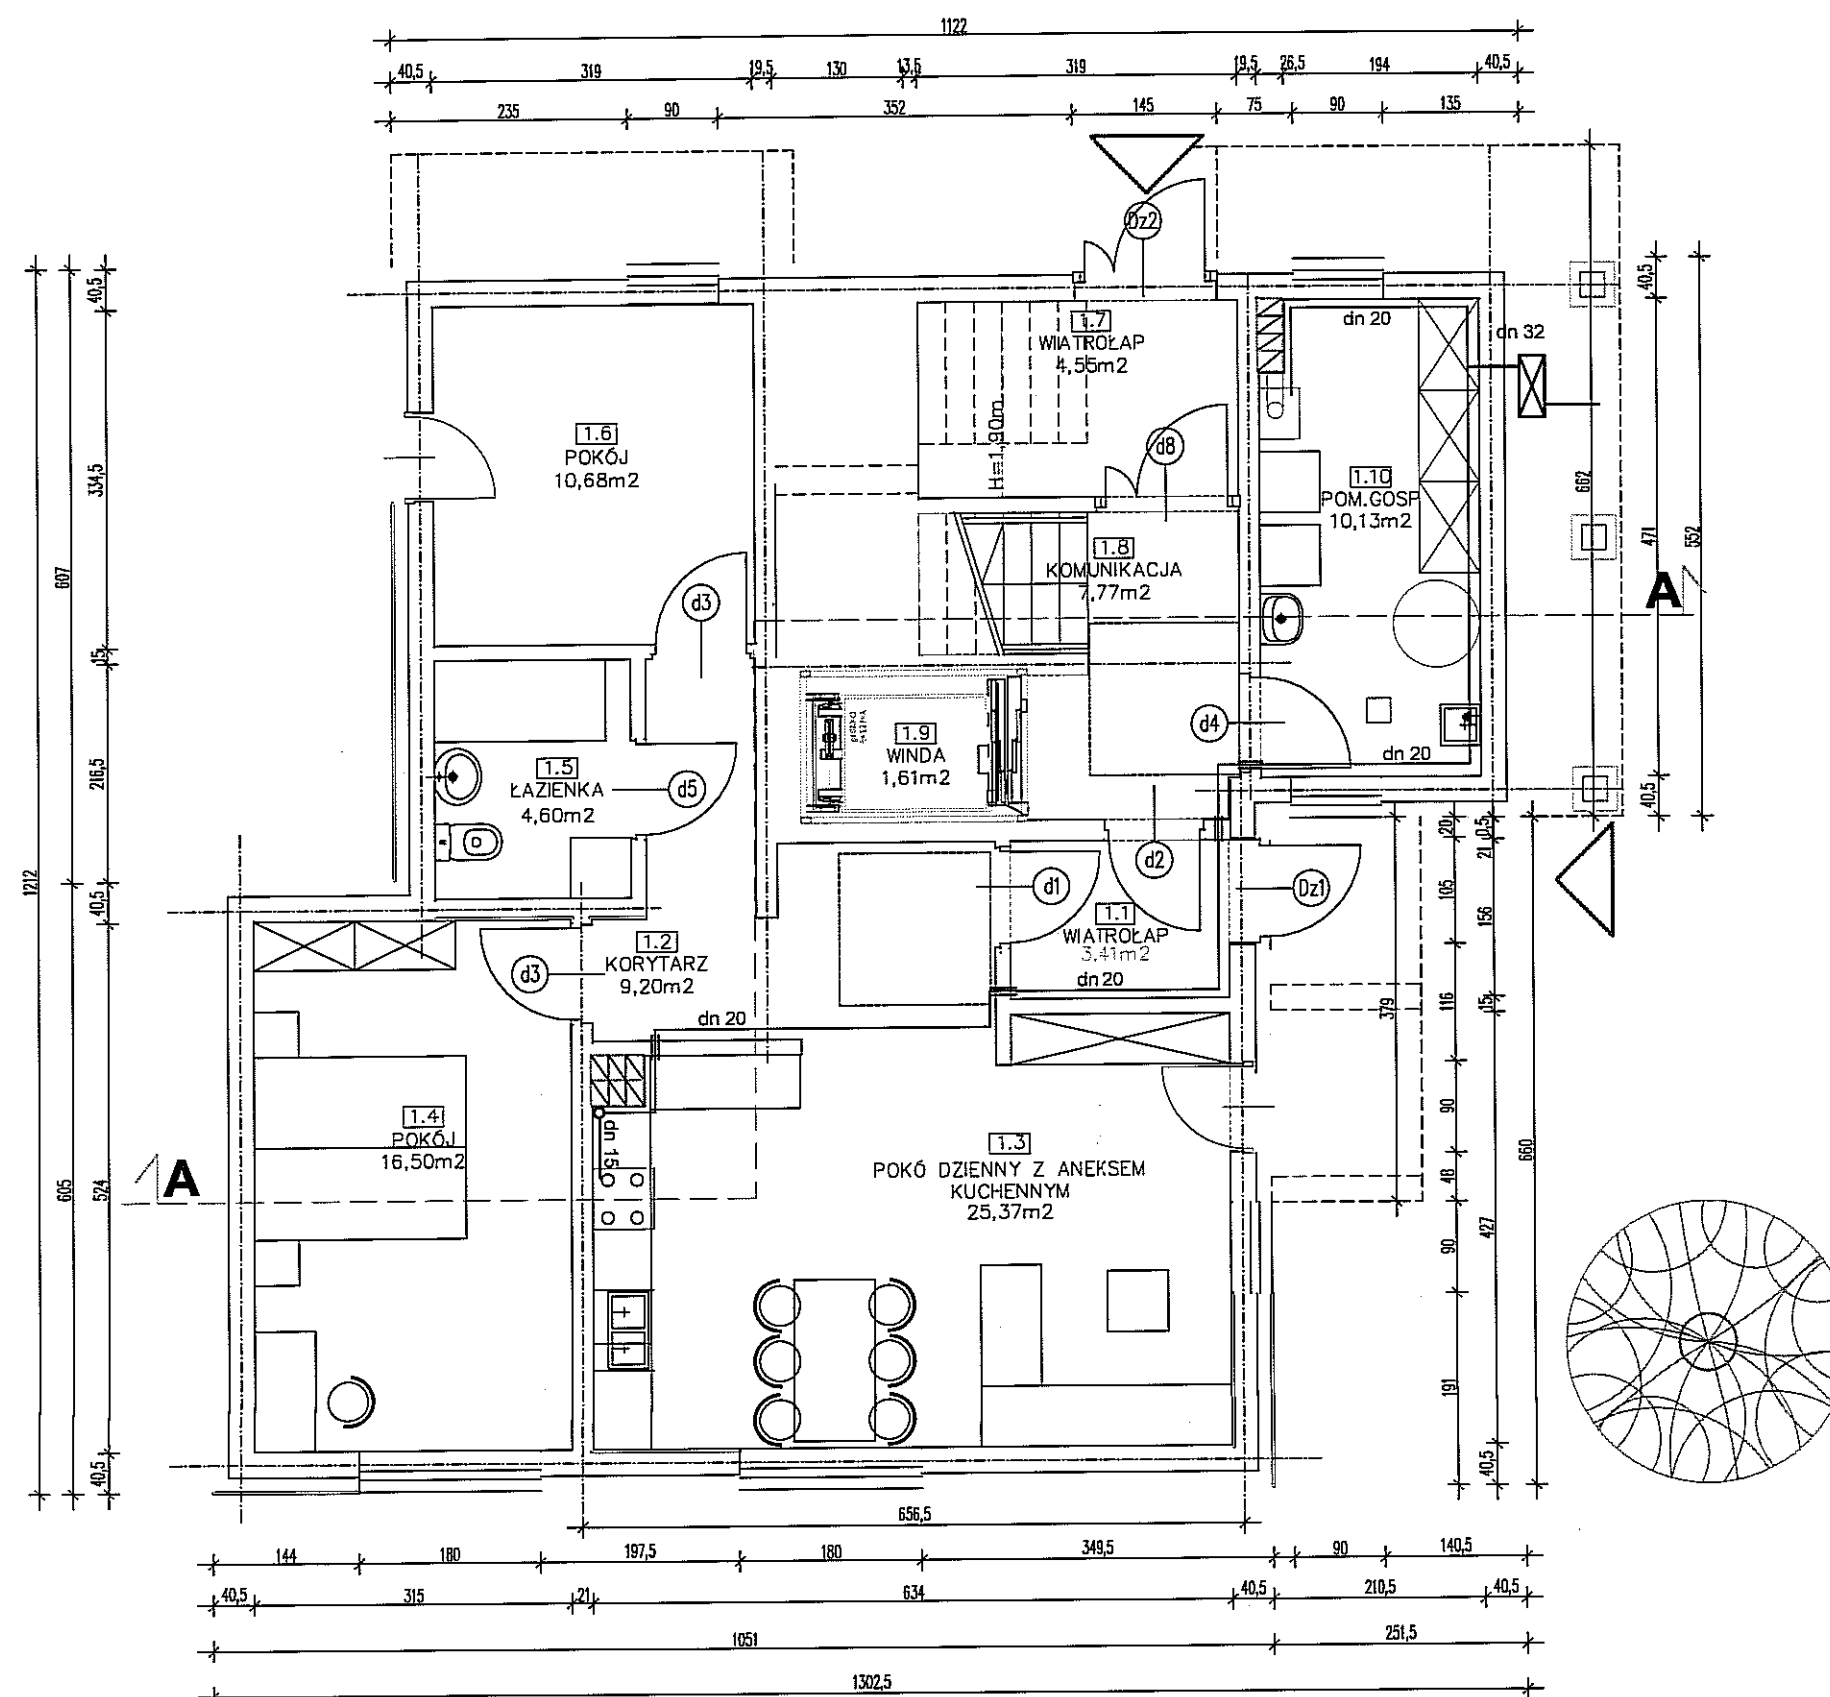 1122
40,5 319 19,5 130 13,5 319 19,5 26,5 194 40,5
235 90 352 145 75 90 135
Dz2
1.7
WIATROŁAP
4,55m2
H=1,90m
d8
dn 20
dn 32
1.6
POKÓJ
10,68m2
1.10
POM.GOSP
10,13m2
1.8
KOMUNIKACJA
7,77m2
d3
A
d4
dn 20
1.9
WINDA
1,61m2
1.5
ŁAZIENKA
4,60m2
d5
d2
d1
Dz1
1.1
WIATROŁAP
3,41m2
dn 20
1.2
KORYTARZ
9,20m2
d3
dn 20
1.4
POKÓJ
16,50m2
A
dn 15
1.3
POKÓ DZIENNY Z ANEKSEM
KUCHENNYM
25,37m2
1212
607
605
40,5
334,5
15
216,5
40,5
524
40,5
662
40,5
471
40,5
552
379
20
105
116
90
48
90
191
21
0,5
156
15
427
40,5
660
656,5
144 180 197,5 180 349,5 90 140,5
40,5 315 21 634 40,5 210,5 40,5
1051 251,5
1302,5